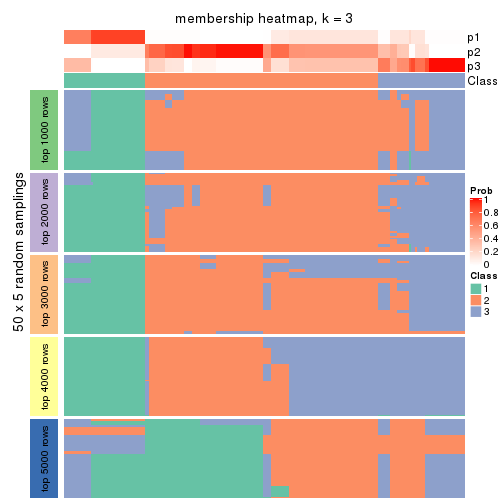 membership heatmap, k = 3
p1
p2
p3
Class
50 x 5 random samplings
top 1000 rows
top 2000 rows
top 3000 rows
top 4000 rows
top 5000 rows
Prob
1
0.8
0.6
0.4
0.2
0
Class
1
2
3